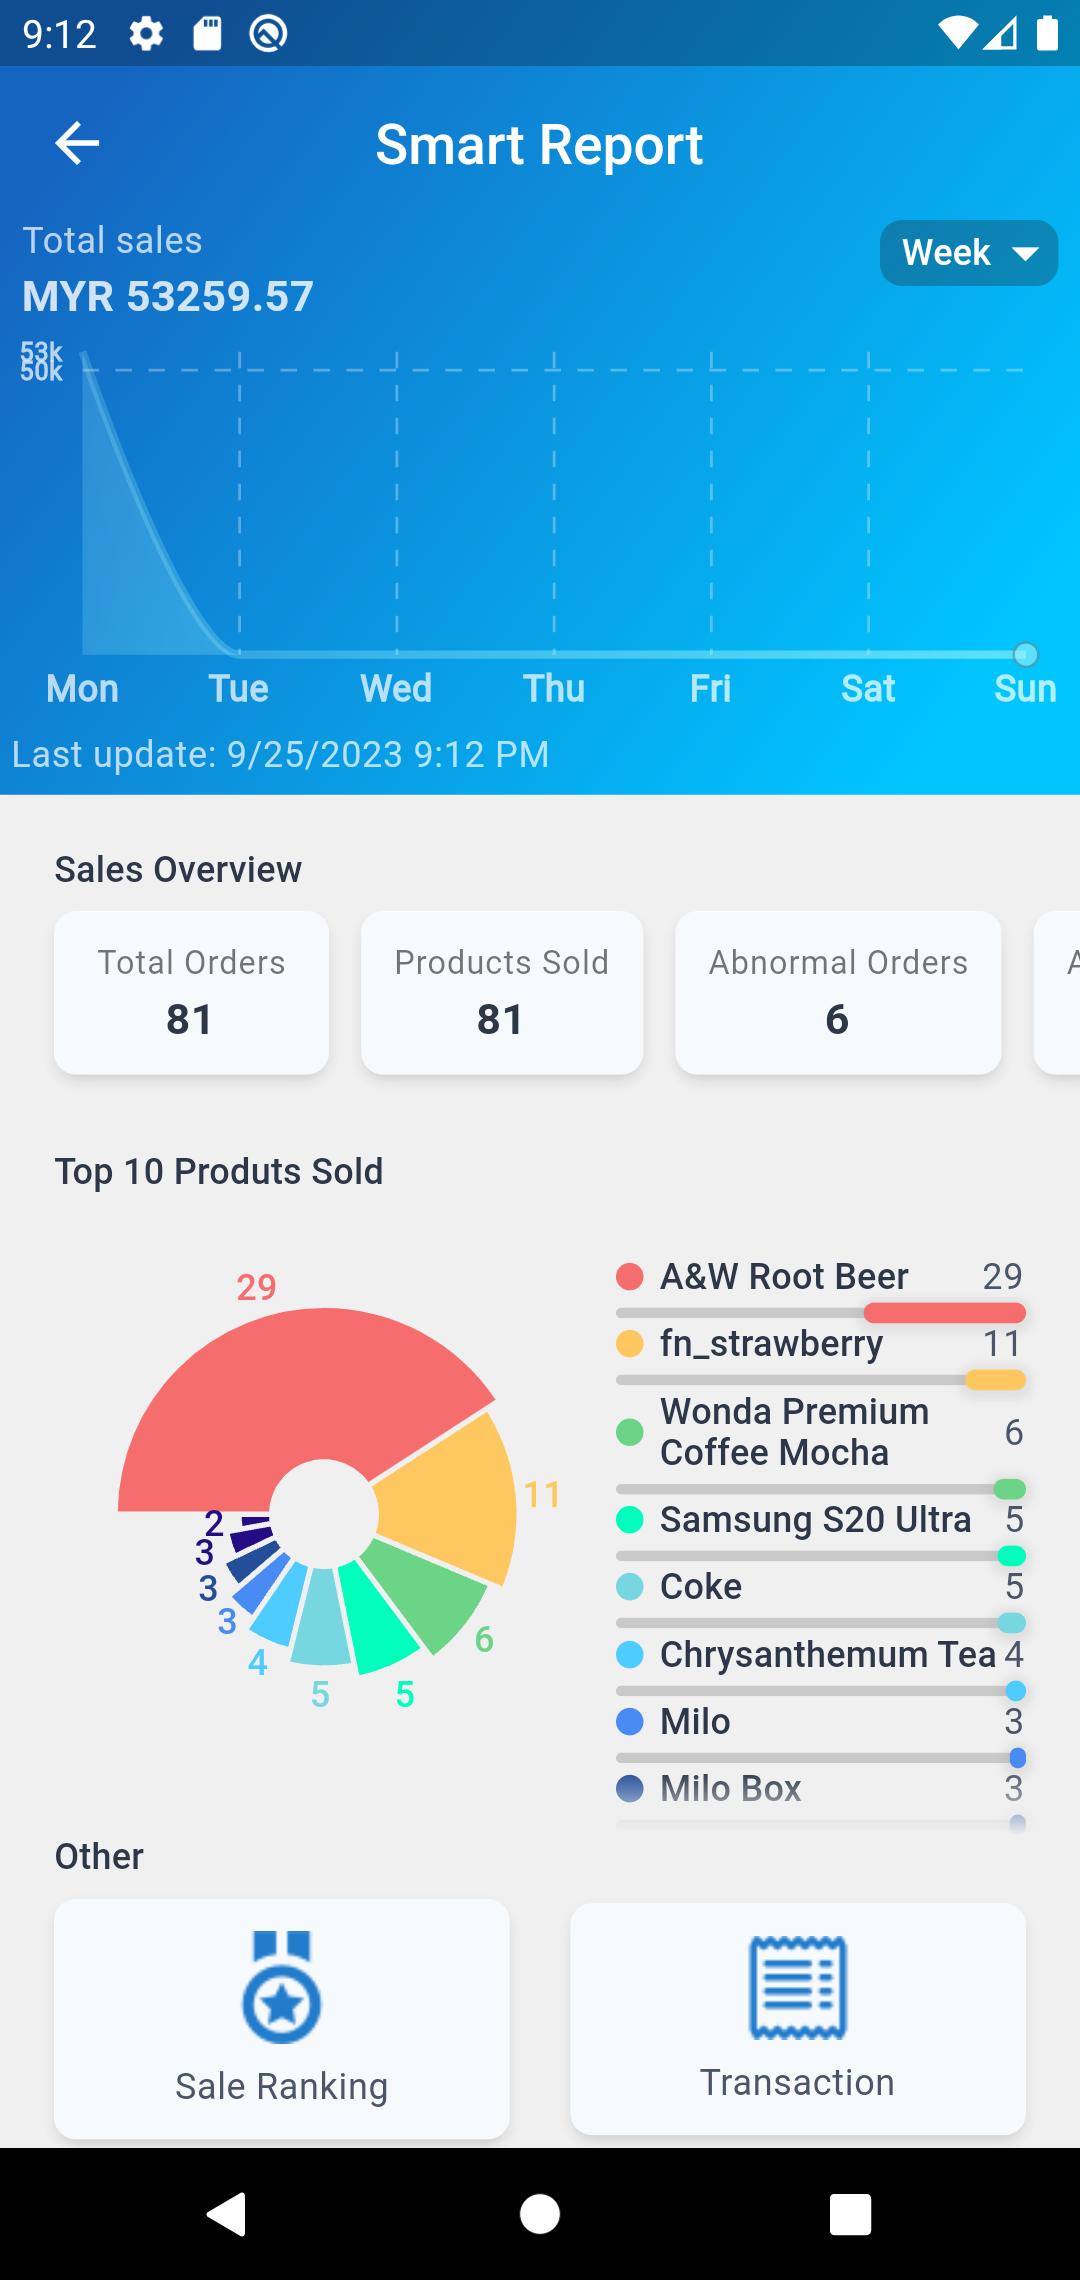 9:12
Smart Report
Total sales
Week
MYR 53259.57
53k
50k
Mon Tue Wed Thu Fri Sat Sun
Last update: 9/25/2023 9:12 PM
Sales Overview
Total Orders
81
Products Sold
81
Abnormal Orders
6
A
Top 10 Produts Sold
29
11
6
5
5
4
3
3
3
2
A&W Root Beer 29
fn_strawberry 11
Wonda Premium
Coffee Mocha 6
Samsung S20 Ultra 5
Coke 5
Chrysanthemum Tea 4
Milo 3
Milo Box 3
Other
Sale Ranking
Transaction